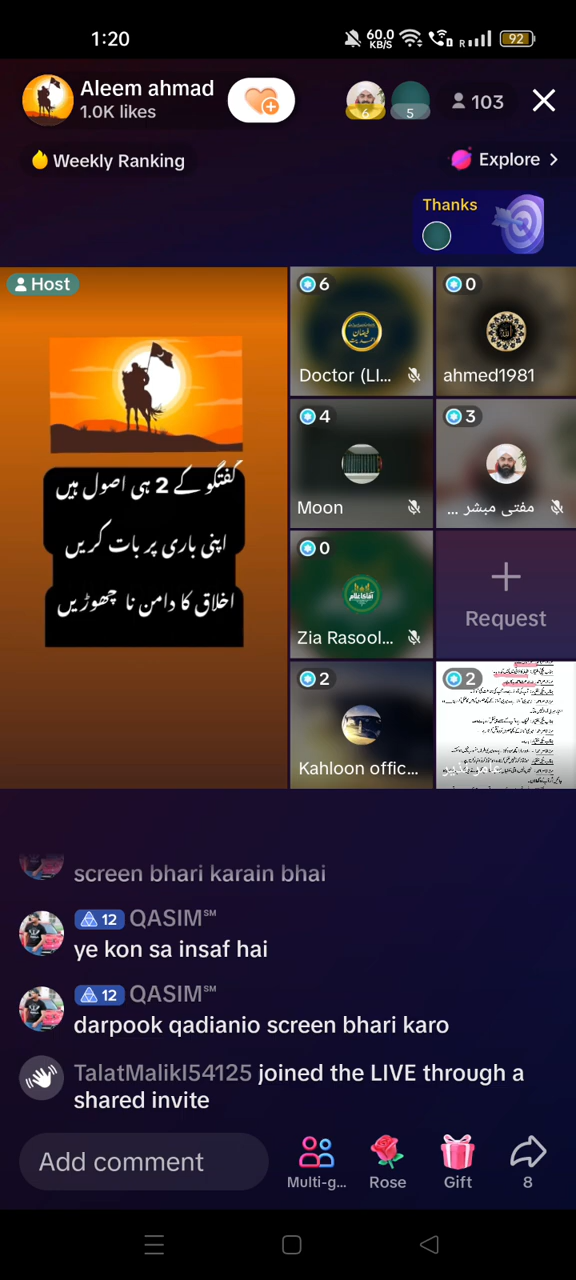 1:20
60.0
KB/S
R
92
Aleem ahmad
1.0K likes
6
5
103
Weekly Ranking
Explore >
Thanks
Host
گفتگو کے 2 ہی اصول ہیں
اپنی باری پر بات کریں
اخلاق کا دامن نا چھوڑیں
6
Doctor (LI...
0
ahmed1981
4
Moon
3
مفتی مبشر ...
0
Zia Rasool...
Request
2
Kahloon offic...
2
screen bhari karain bhai
12 QASIM℠
ye kon sa insaf hai
12 QASIM℠
darpook qadianio screen bhari karo
TalatMalikI54125 joined the LIVE through a
shared invite
Add comment
Multi-g...
Rose
Gift
8